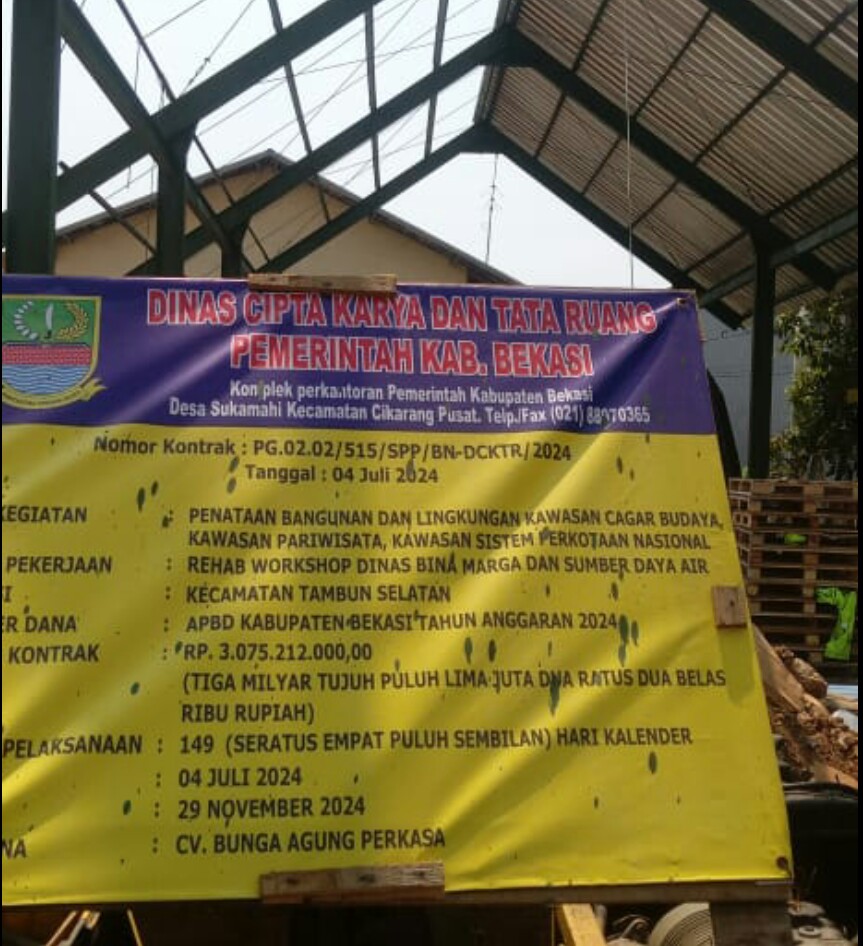 DINAS CIPTA KARYA DAN TATA RUANG
PEMERINTAH KAB. BEKASI
Komplek perkantoran Pemerintah Kabupaten Bekasi
Desa Sukamahi Kecamatan Cikarang Pusat. Telp./Fax (021)
Nomor Kontrak : PG.02.02/515/SPP/BN-DCKTR/2024
Tanggal : 04 Juli 2024
KEGIATAN : PENATAAN BANGUNAN DAN LINGKUNGAN KAWASAN CAGAR BUDAYA,
KAWASAN PARIWISATA, KAWASAN SISTEM PERKOTAAN NASIONAL
PEKERJAAN : REHAB WORKSHOP DINAS BINA MARGA DAN SUMBER DAYA AIR
SI : KECAMATAN TAMBUN SELATAN
ER DANA : APBD KABUPATEN BEKASI TAHUN ANGGARAN 2024
KONTRAK : RP. 3.075.212.000,00
(TIGA MILYAR TUJUH PULUH LIMA JUTA DUA RATUS DUA BELAS
RIBU RUPIAH)
PELAKSANAAN : 149 (SERATUS EMPAT PULUH SEMBILAN) HARI KALENDER
: 04 JULI 2024
: 29 NOVEMBER 2024
NA : CV. BUNGA AGUNG PERKASA